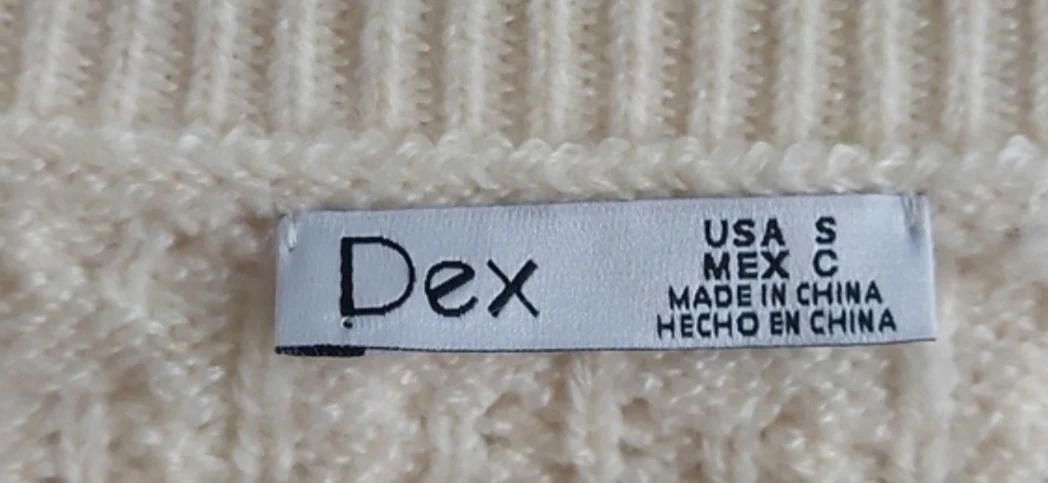 Dex
USA S
MEX C
MADE IN CHINA
HECHO EN CHINA